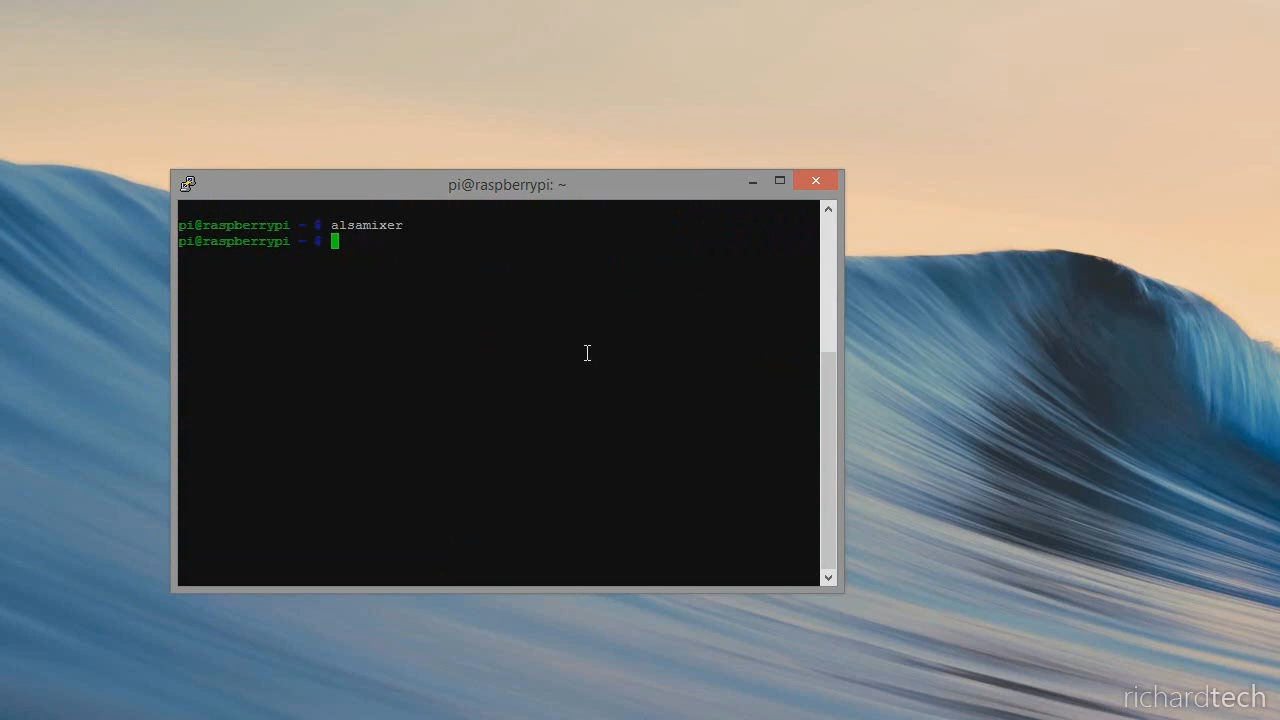 pi@raspberrypi: ~
pi@raspberrypi ~ $ alsamixer
pi@raspberrypi ~ $
richardtech